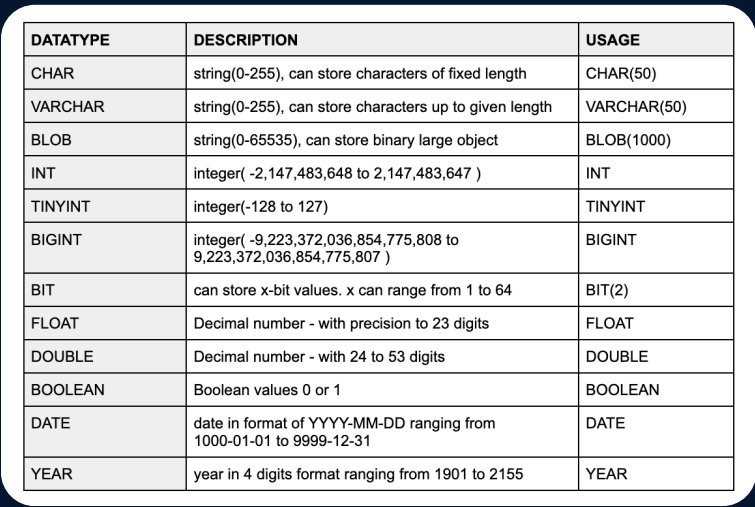 DATATYPE DESCRIPTION USAGE
CHAR string(0-255), can store characters of fixed length CHAR(50)
VARCHAR string(0-255), can store characters up to given length VARCHAR(50)
BLOB string(0-65535), can store binary large object BLOB(1000)
INT integer( -2,147,483,648 to 2,147,483,647 ) INT
TINYINT integer(-128 to 127) TINYINT
BIGINT integer( -9,223,372,036,854,775,808 to BIGINT
9,223,372,036,854,775,807 )
BIT can store x-bit values. x can range from 1 to 64 BIT(2)
FLOAT Decimal number - with precision to 23 digits FLOAT
DOUBLE Decimal number - with 24 to 53 digits DOUBLE
BOOLEAN Boolean values 0 or 1 BOOLEAN
DATE date in format of YYYY-MM-DD ranging from DATE
1000-01-01 to 9999-12-31
YEAR year in 4 digits format ranging from 1901 to 2155 YEAR